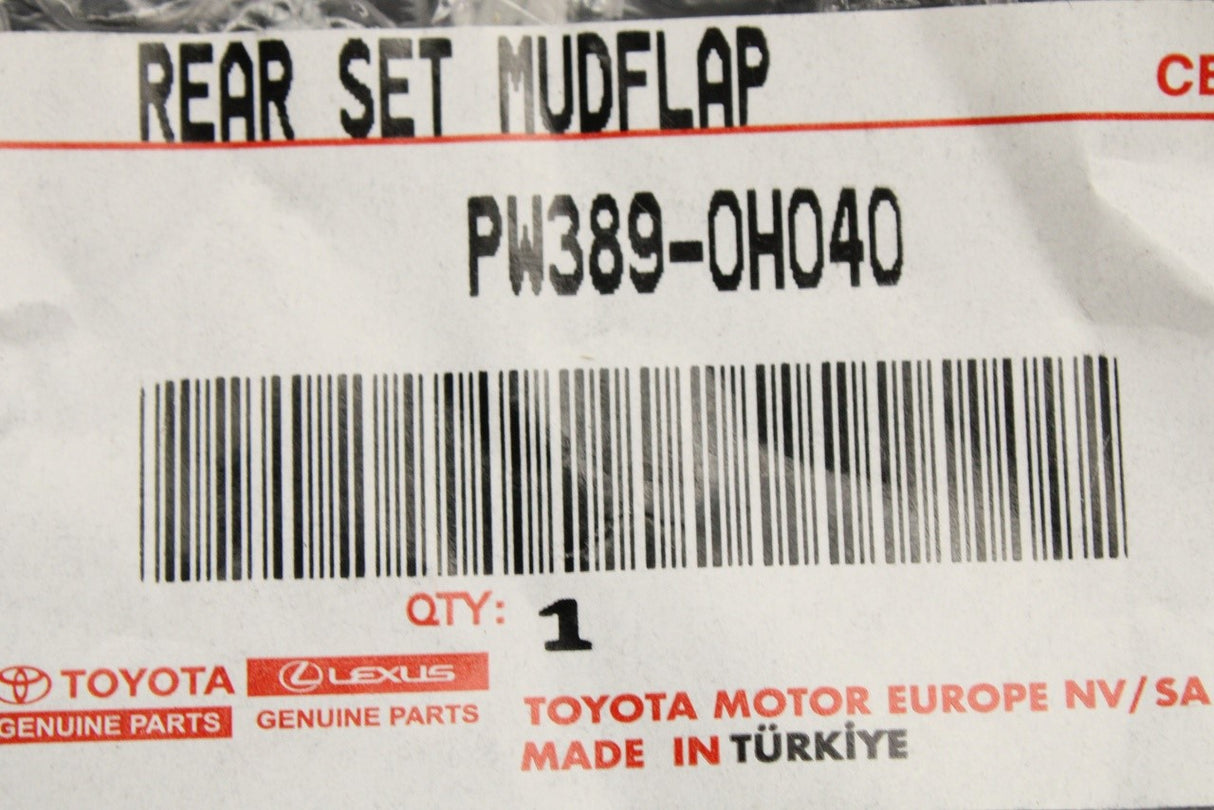 REAR SET MUDFLAP
PW389-0H040
QTY: 1
TOYOTA
GENUINE PARTS
LEXUS
GENUINE PARTS
TOYOTA MOTOR EUROPE NV/SA
MADE IN TÜRKİYE